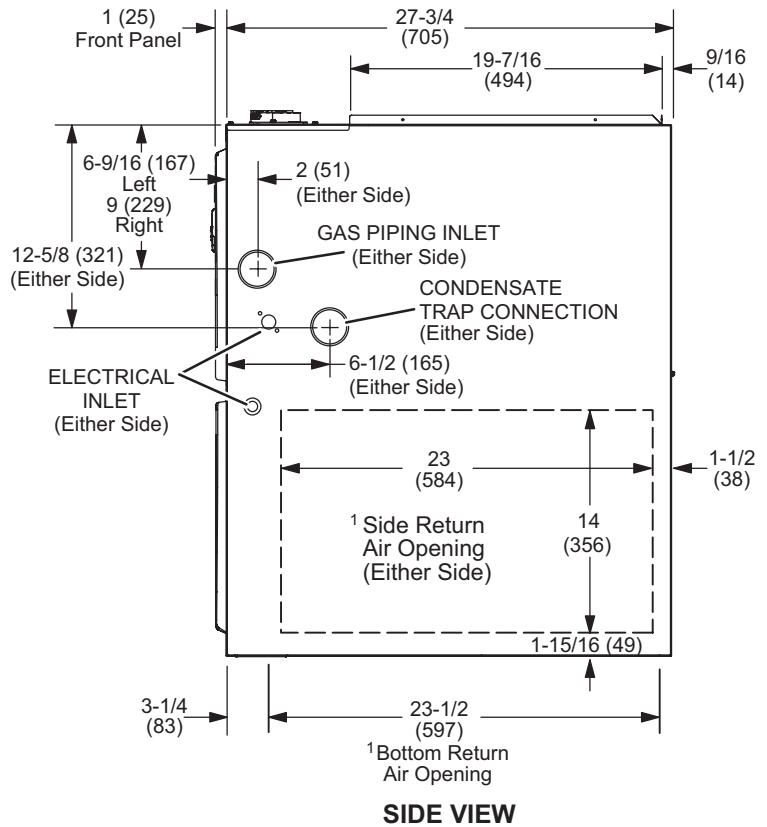 1 (25)
Front Panel
27-3/4
(705)
19-7/16
(494)
9/16
(14)
6-9/16 (167)
Left
9 (229)
Right
2 (51)
(Either Side)
12-5/8 (321)
(Either Side)
GAS PIPING INLET
(Either Side)
CONDENSATE
TRAP CONNECTION
(Either Side)
6-1/2 (165)
(Either Side)
ELECTRICAL
INLET
(Either Side)
23
(584)
1-1/2
(38)
1 Side Return
Air Opening
(Either Side)
14
(356)
1-15/16 (49)
3-1/4
(83)
23-1/2
(597)
1 Bottom Return
Air Opening
SIDE VIEW